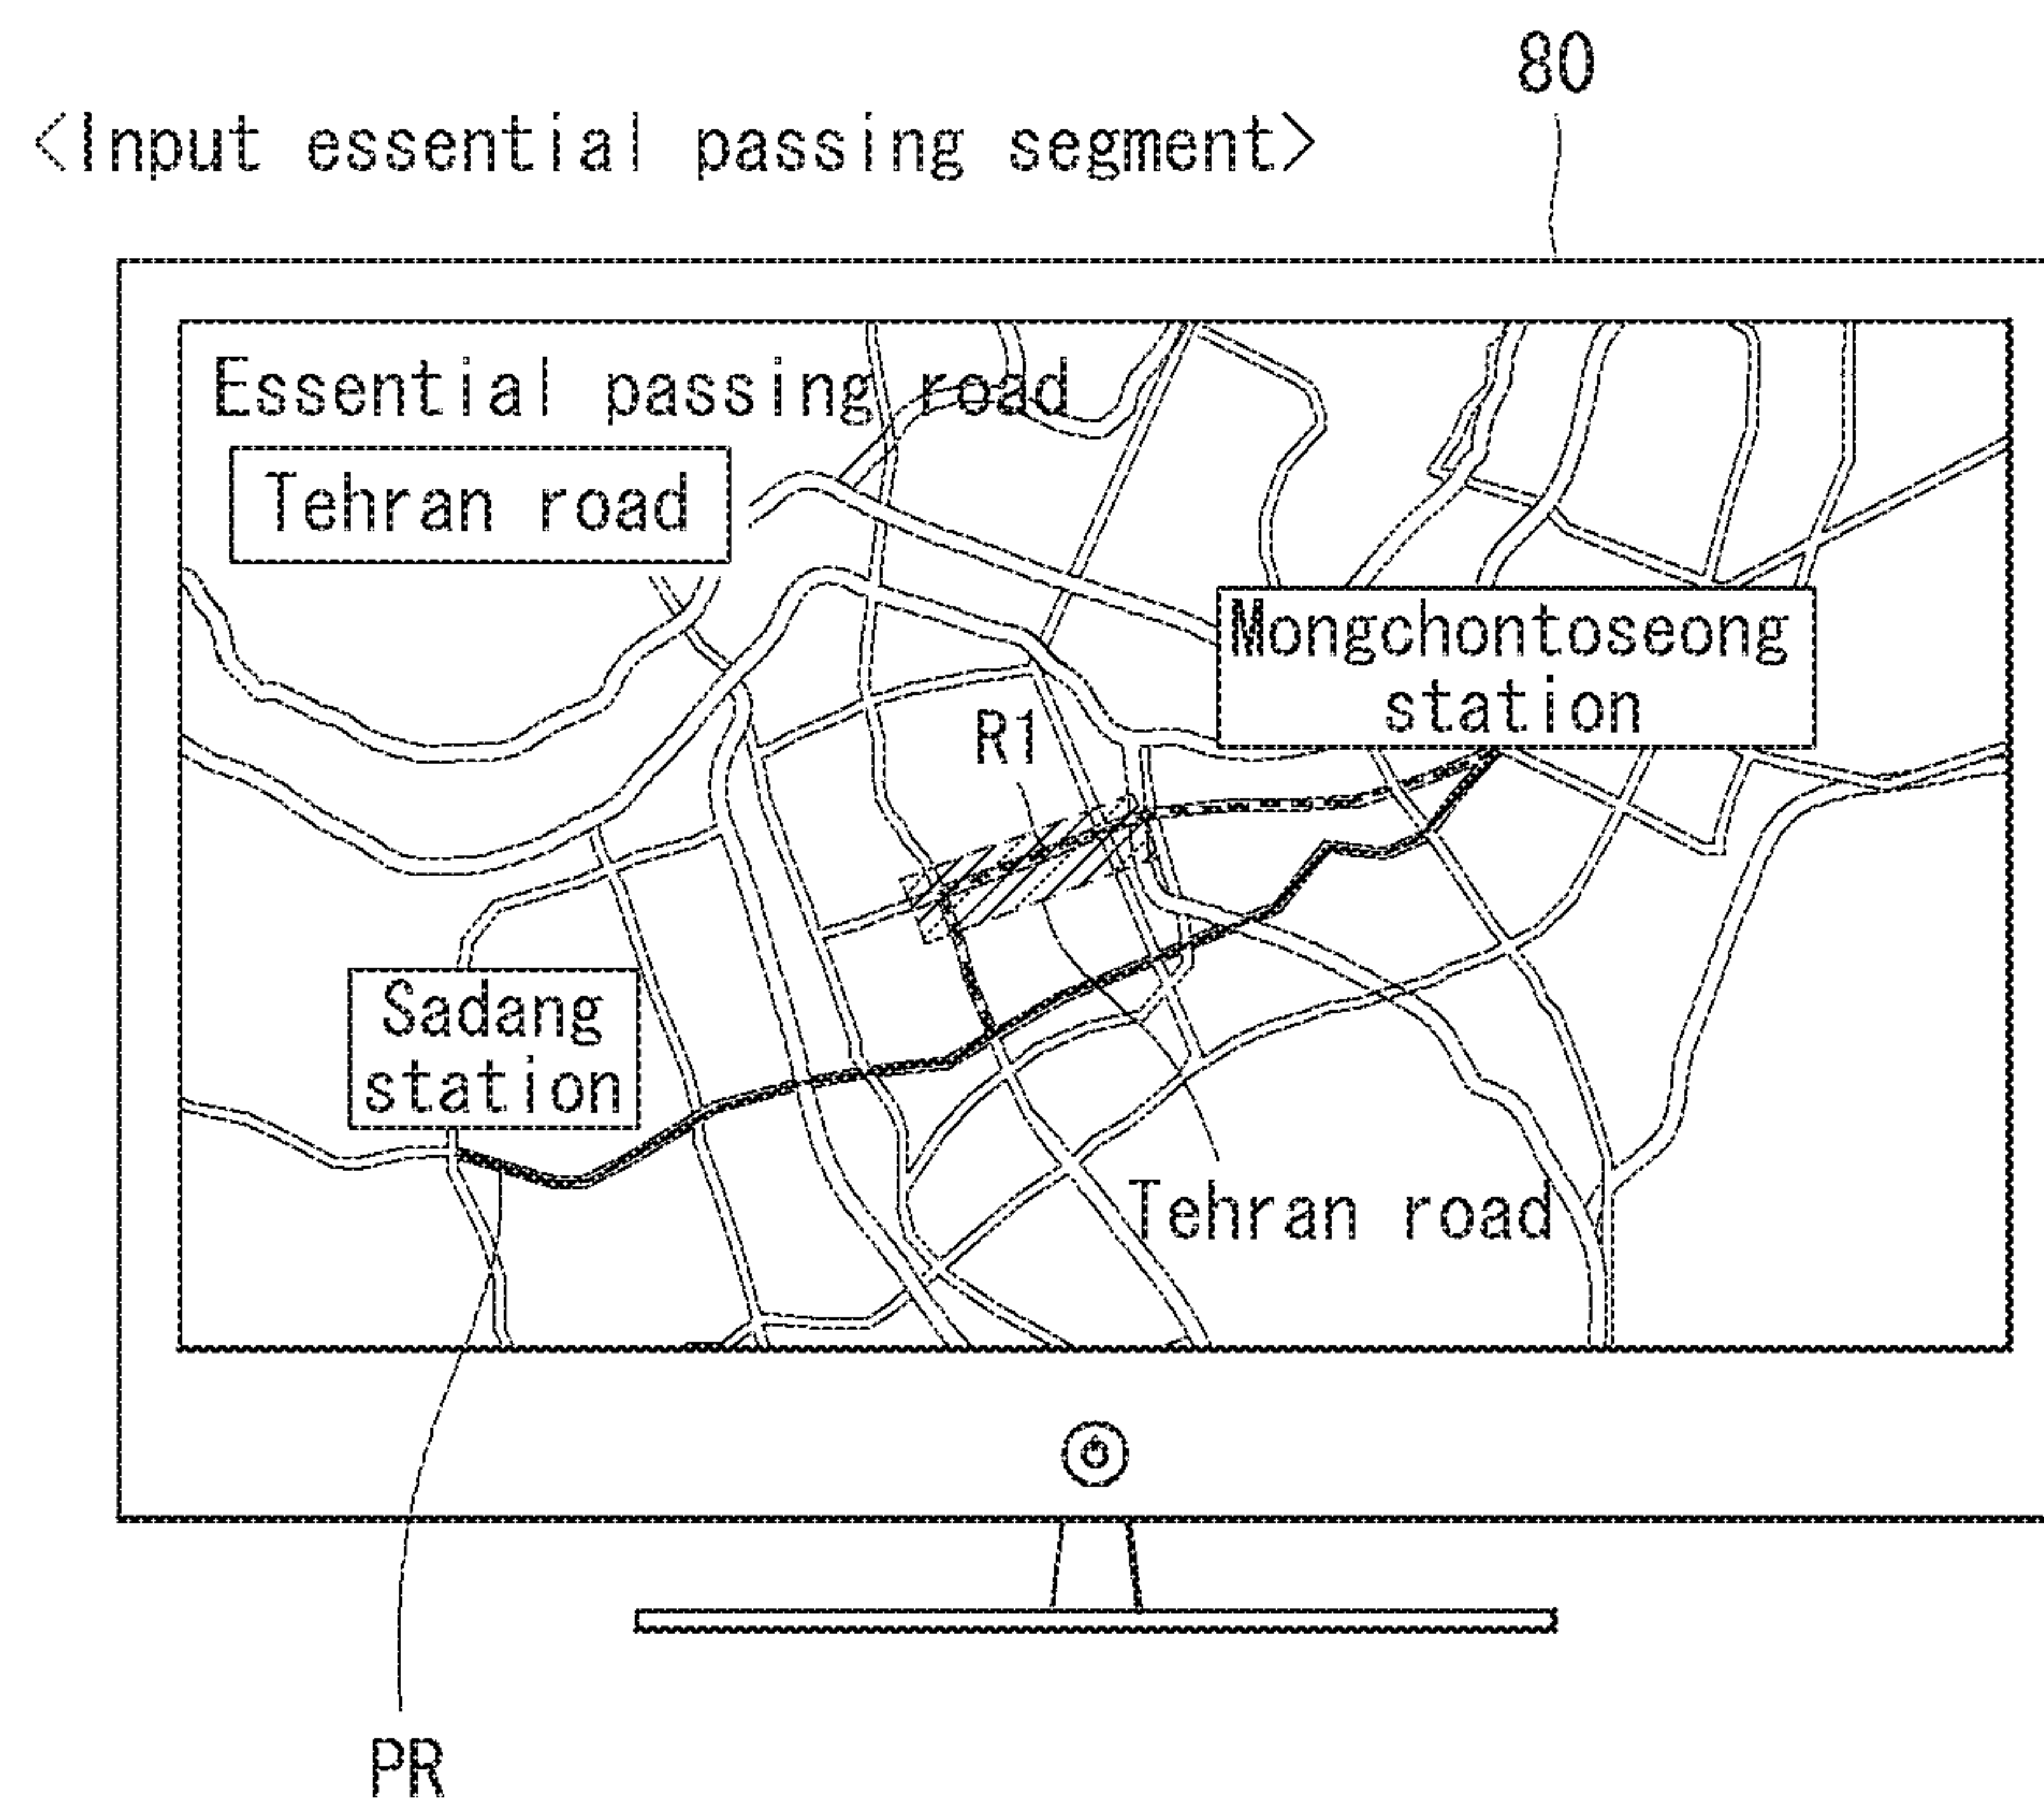 80
<Input essential passing segment>
Essential passing road
Tehran road
Mongchontoseong
station
R1
Sadang
station
Tehran road
PR